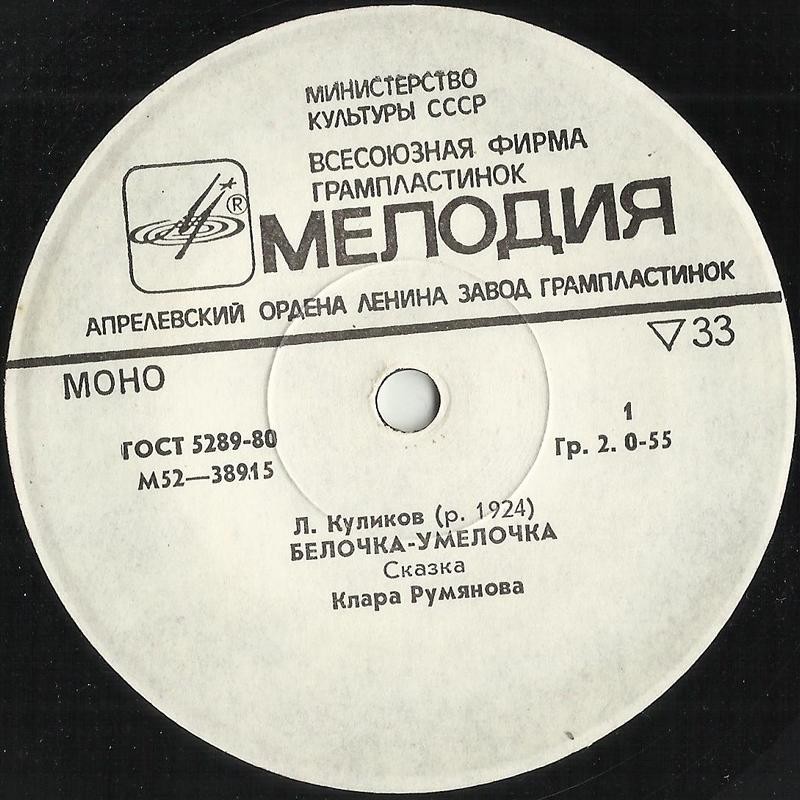 МИНИСТЕРСТВО
КУЛЬТУРЫ СССР
ВСЕСОЮЗНАЯ ФИРМА
ГРАМПЛАСТИНОК
®
МЕЛОДИЯ
АПРЕЛЕВСКИЙ ОРДЕНА ЛЕНИНА ЗАВОД ГРАМПЛАСТИНОК
33
МОНО
1
ГОСТ 5289-80
Гр. 2. 0-55
М52—38915
Л. Куликов (р. 1924)
БЕЛОЧКА-УМЕЛОЧКА
Сказка
Клара Румянова